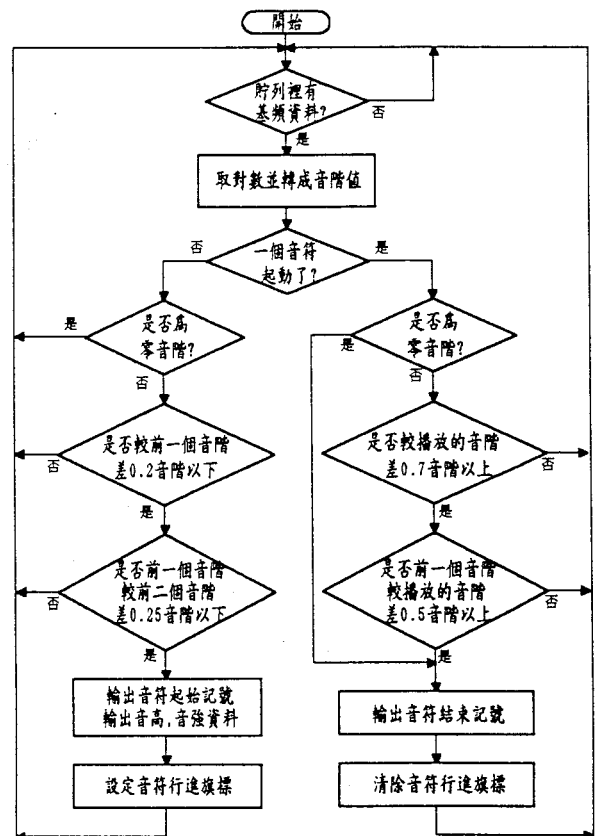 開始
貯列裡有
基頻資料?
否
是
取對數並轉成音階值
否
一個音符
起動了?
是
是
是否為
零音階?
否
是
是否為
零音階?
否
是否較前一個音階
差0.2音階以下
否
是
是否較播放的音階
差0.7音階以上
否
是
是否前一個音階
較前二個音階
差0.25音階以下
否
是
是否前一個音階
較播放的音階
差0.5音階以上
否
是
輸出音符起始記號
輸出音高,音強資料
輸出音符結束記號
設定音符行進旗標
清除音符行進旗標